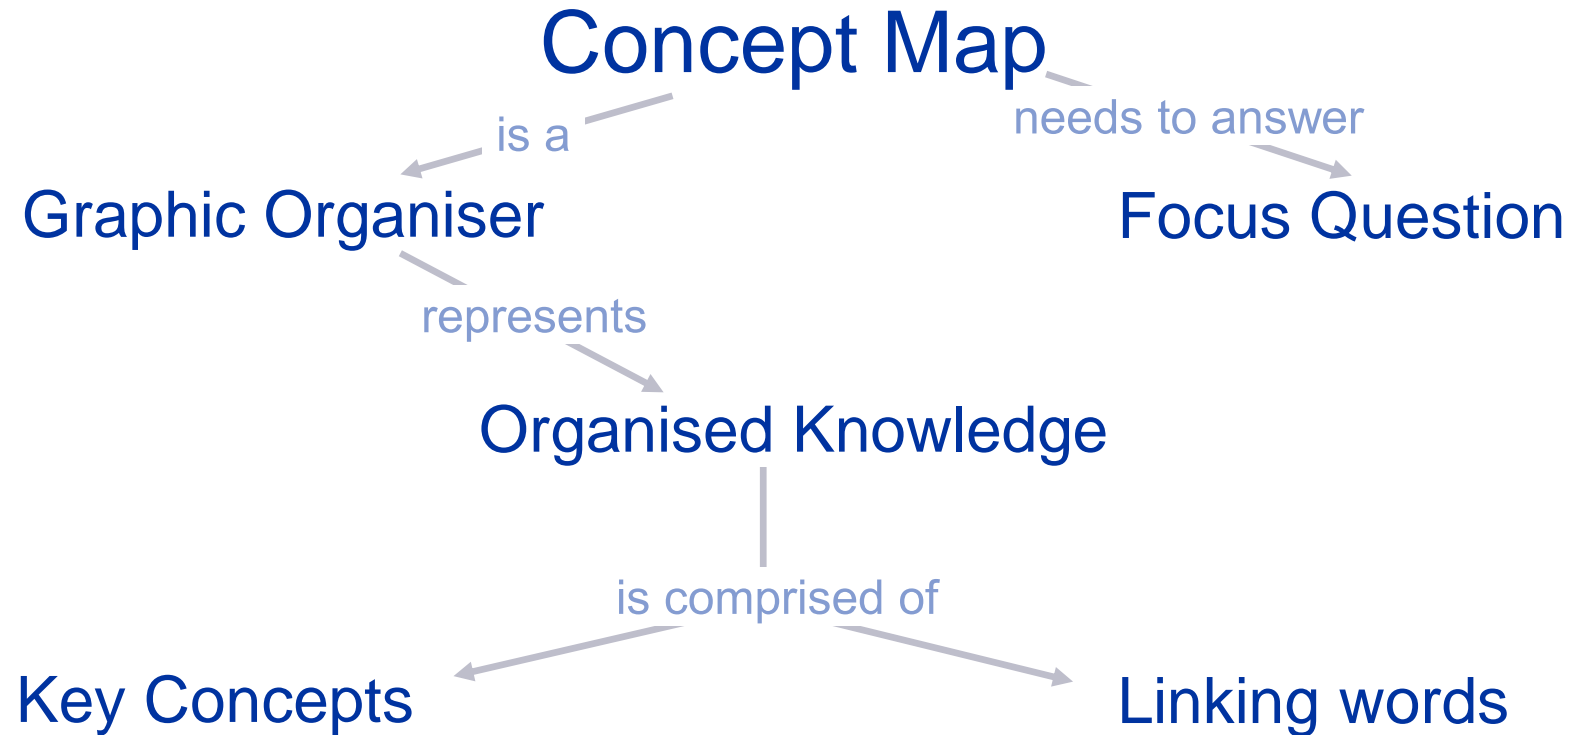 Concept Map
is a
needs to answer
Graphic Organiser
Focus Question
represents
Organised Knowledge
is comprised of
Key Concepts
Linking words